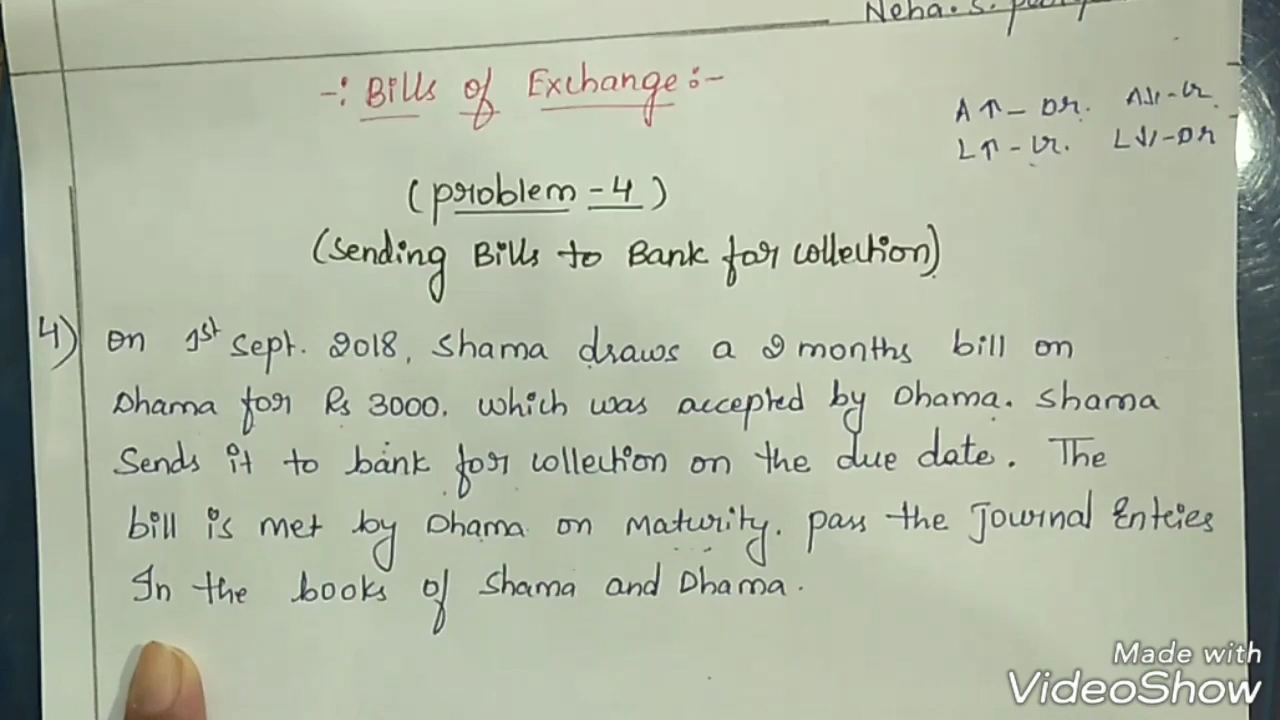 Neha. S.
-: Bills of Exchange :-
A↑ - Dr. A↓ - Cr.
L↑ - Cr. L↓ - Dr
(problem - 4)
(Sending Bills to Bank for collection)
4) On 1st Sept. 2018, Shama draws a 2 months bill on
Dhama for Rs 3000. which was accepted by Dhama. Shama
Sends it to bank for collection on the due date. The
bill is met by Dhama on maturity. pass the Journal Entries
In the books of Shama and Dhama.
Made with
VideoShow